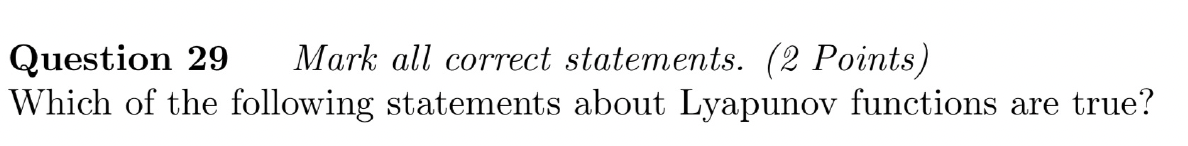 Question 29 Mark all correct statements. (2 Points)
Which of the following statements about Lyapunov functions are true?